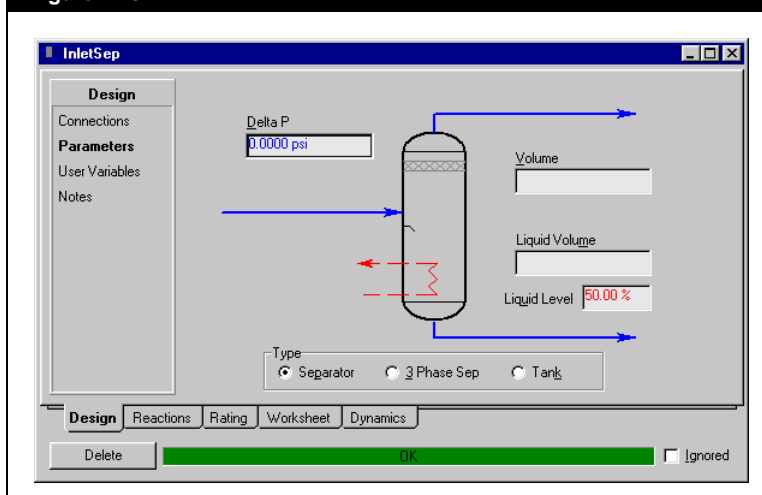 InletSep
Design
Connections
Parameters
User Variables
Notes
Delta P
0.0000 psi
Volume
Liquid Volume
Liquid Level 50.00 %
Type
Separator 3 Phase Sep Tank
Design Reactions Rating Worksheet Dynamics
Delete OK Ignored